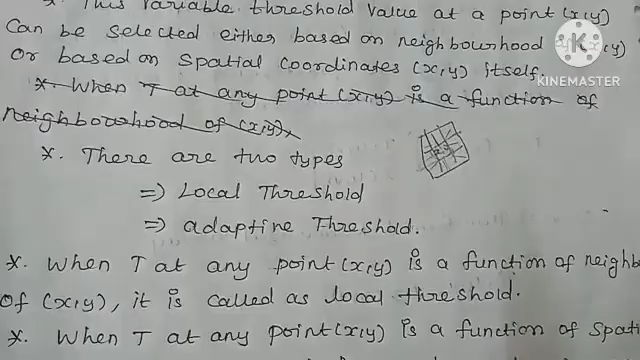 *. This variable threshold value at a point (x,y)
Can be selected either based on neighbourhood of (x,y)
Or based on Spatial coordinates (x,y) itself.
*. When T at any point (x,y) is a function of
neighbourhood of (x,y),
*. There are two types
=) Local Threshold
=) adaptive Threshold.
*. When T at any point (x,y) is a function of neighb
of (x,y), it is called as local threshold.
*. When T at any point (x,y) is a function of Spati
K
KINEMASTER